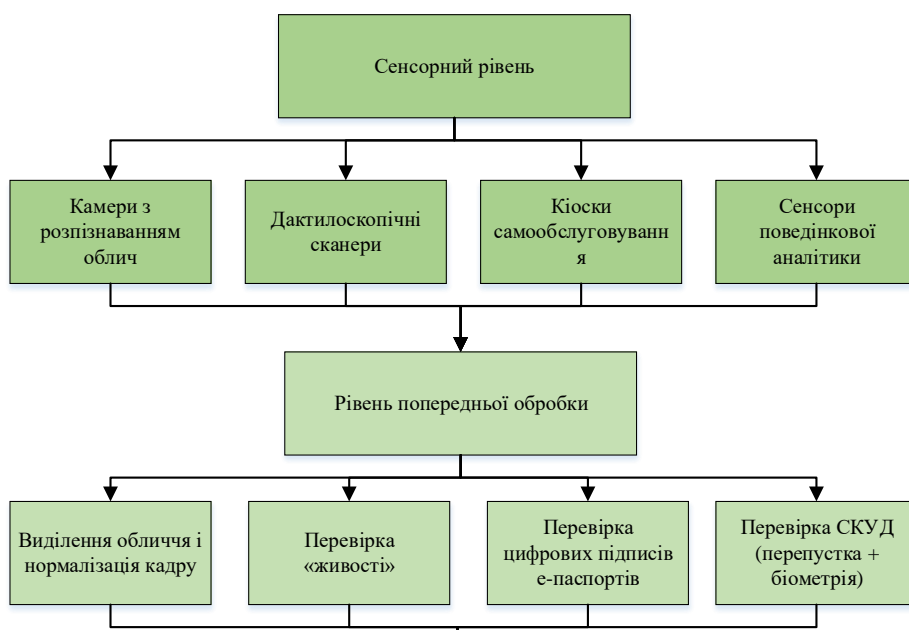 Сенсорний рівень
Камери з
розпізнаванням
облич
Дактилоскопічні
сканери
Кіоски
самообслуговуванн
я
Сенсори
поведінкової
аналітики
Рівень попередньої обробки
Виділення обличчя і
нормалізація кадру
Перевірка
«живості»
Перевірка
цифрових підписів
е-паспортів
Перевірка СКУД
(перепустка +
біометрія)